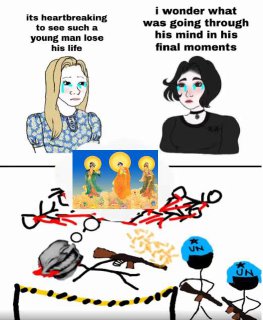 its heartbreaking
to see such a
young man lose
his life
i wonder what
was going through
his mind in his
final moments
UN
UN